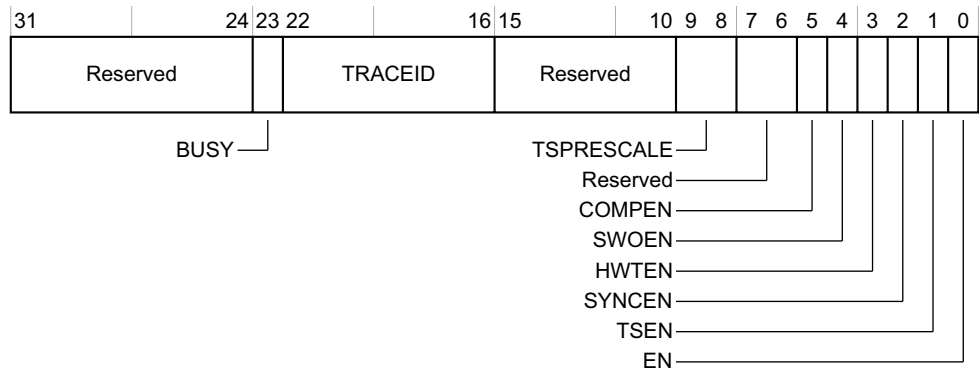 31 24 23 22 16 15 10 9 8 7 6 5 4 3 2 1 0
Reserved TRACEID Reserved
BUSY TSPRESCALE
Reserved
COMPEN
SWOEN
HWTEN
SYNCEN
TSEN
EN